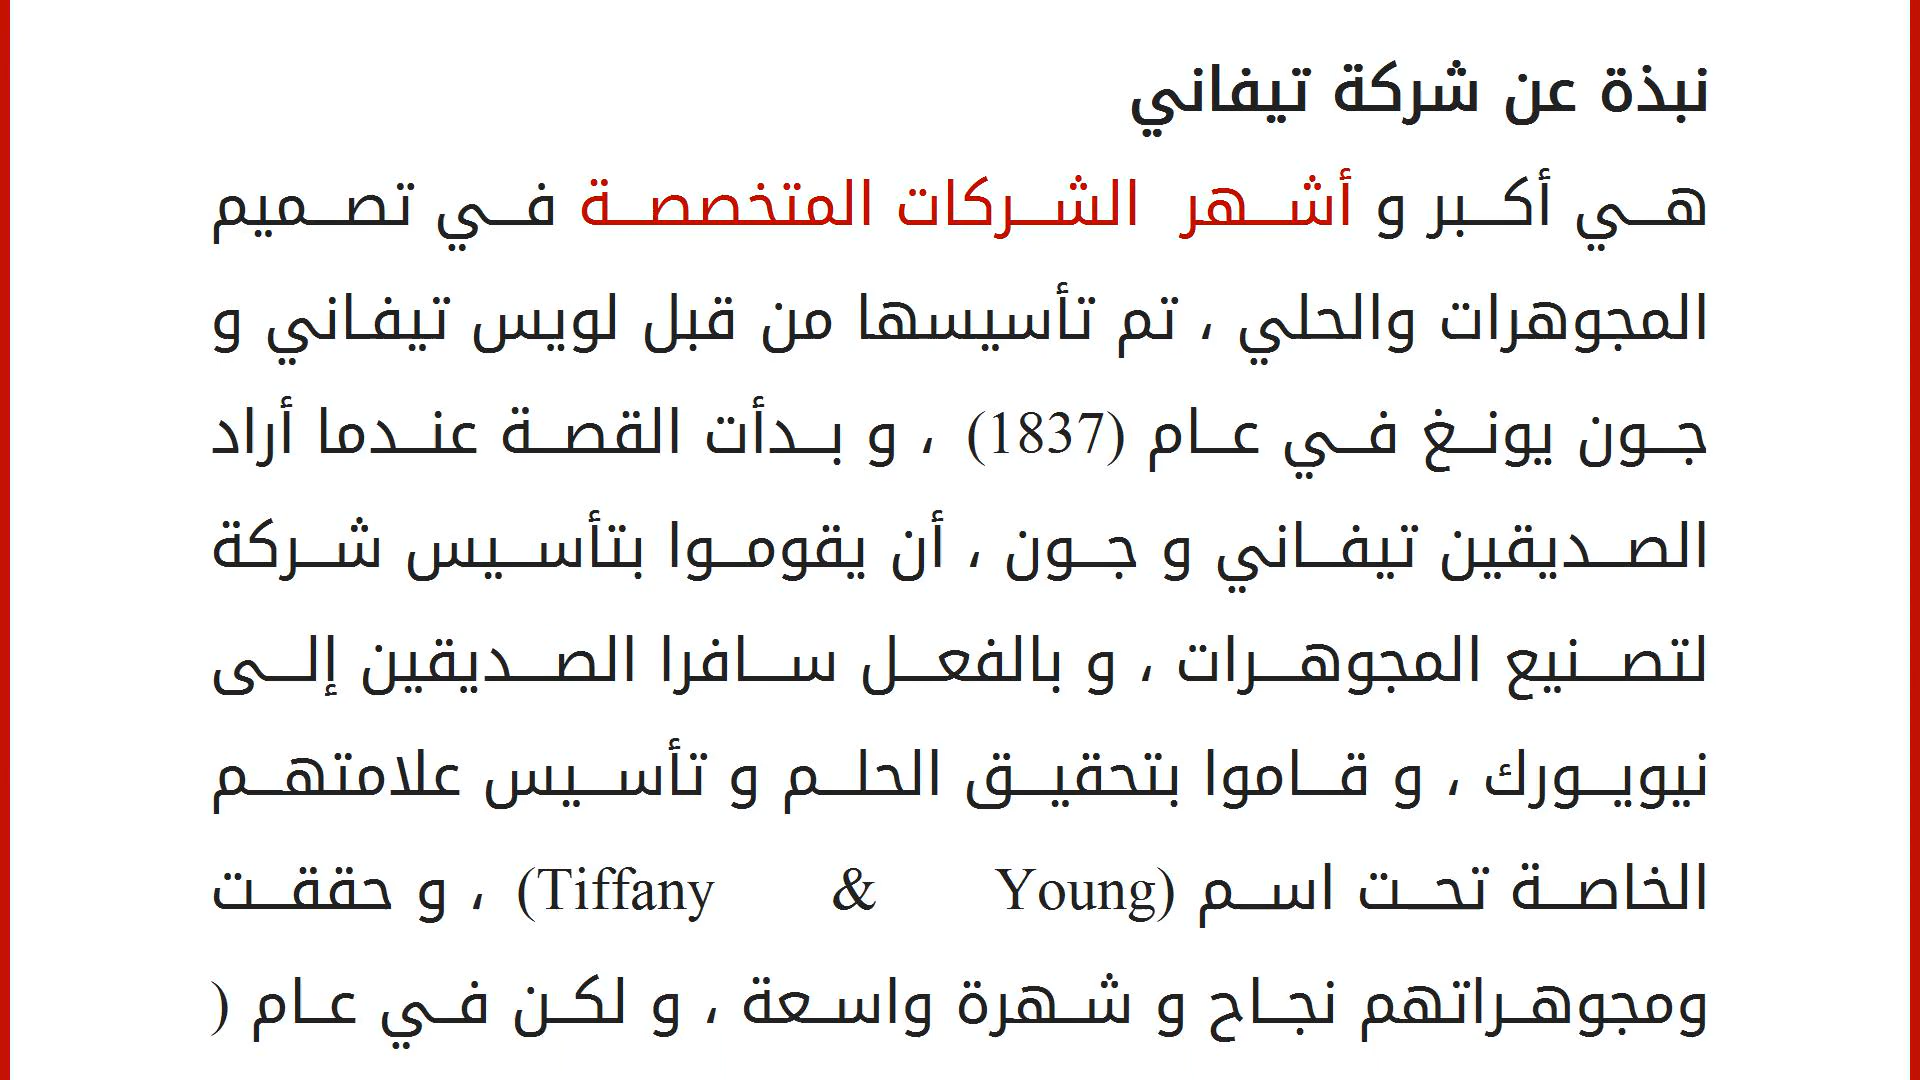 نبذة عن شركة تيفاني
هي أكبر و أشهر الشركات المتخصصة في تصميم
المجوهرات والحلي ، تم تأسيسها من قبل لويس تيفاني و
جون يونغ في عام (1837) ، و بدأت القصة عندما أراد
الصديقين تيفاني و جون ، أن يقوموا بتأسيس شركة
لتصنيع المجوهرات ، و بالفعل سافرا الصديقين إلى
نيويورك ، و قاموا بتحقيق الحلم و تأسيس علامتهم
الخاصة تحت اسم (Tiffany & Young) ، و حققت
ومجوهراتهم نجاح و شهرة واسعة ، و لكن في عام (